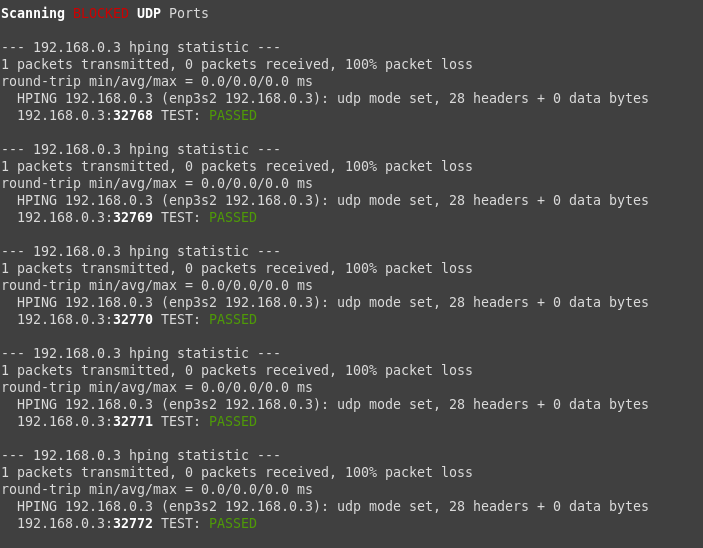 Scanning BLOCKED UDP Ports
--- 192.168.0.3 hping statistic ---
1 packets transmitted, 0 packets received, 100% packet loss
round-trip min/avg/max = 0.0/0.0/0.0 ms
HPING 192.168.0.3 (enp3s2 192.168.0.3): udp mode set, 28 headers + 0 data bytes
192.168.0.3:32768 TEST: PASSED
--- 192.168.0.3 hping statistic ---
1 packets transmitted, 0 packets received, 100% packet loss
round-trip min/avg/max = 0.0/0.0/0.0 ms
HPING 192.168.0.3 (enp3s2 192.168.0.3): udp mode set, 28 headers + 0 data bytes
192.168.0.3:32769 TEST: PASSED
--- 192.168.0.3 hping statistic ---
1 packets transmitted, 0 packets received, 100% packet loss
round-trip min/avg/max = 0.0/0.0/0.0 ms
HPING 192.168.0.3 (enp3s2 192.168.0.3): udp mode set, 28 headers + 0 data bytes
192.168.0.3:32770 TEST: PASSED
--- 192.168.0.3 hping statistic ---
1 packets transmitted, 0 packets received, 100% packet loss
round-trip min/avg/max = 0.0/0.0/0.0 ms
HPING 192.168.0.3 (enp3s2 192.168.0.3): udp mode set, 28 headers + 0 data bytes
192.168.0.3:32771 TEST: PASSED
--- 192.168.0.3 hping statistic ---
1 packets transmitted, 0 packets received, 100% packet loss
round-trip min/avg/max = 0.0/0.0/0.0 ms
HPING 192.168.0.3 (enp3s2 192.168.0.3): udp mode set, 28 headers + 0 data bytes
192.168.0.3:32772 TEST: PASSED